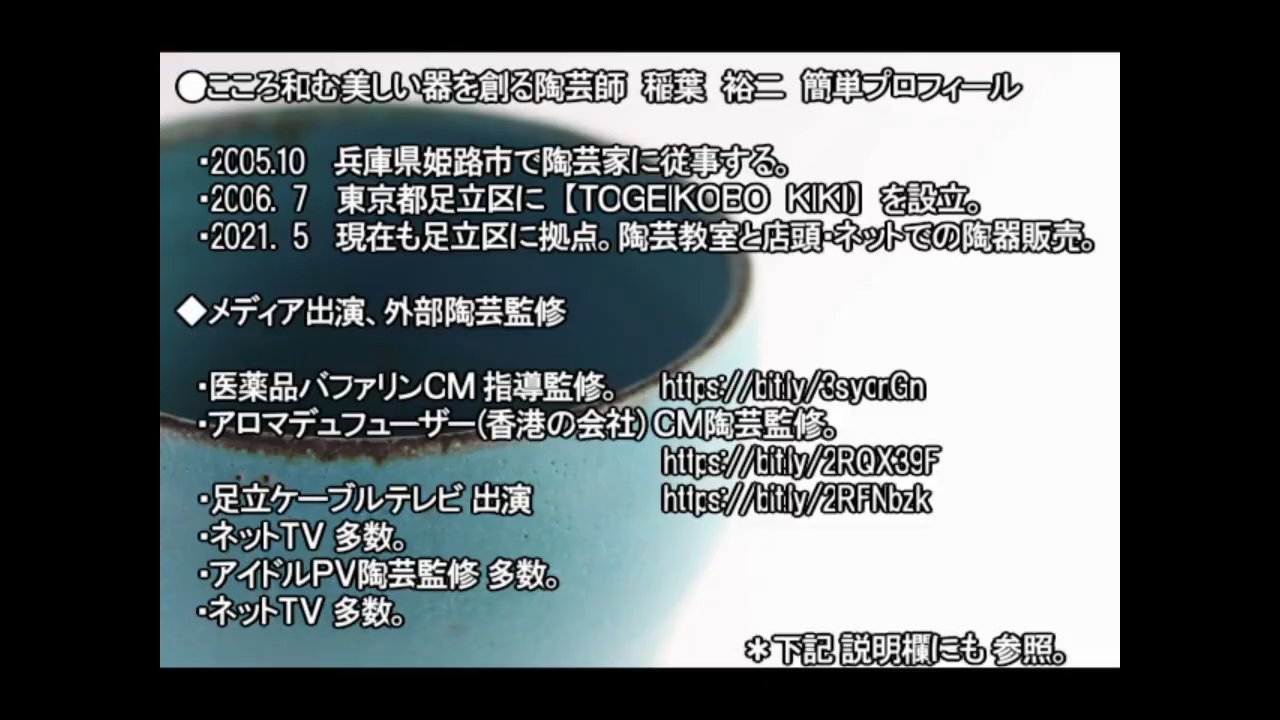 ●こころ和む美しい器を創る陶芸師 稲葉 裕二 簡単プロフィール
・2005.10 兵庫県姫路市で陶芸家に従事する。
・2006. 7 東京都足立区に【TOGEIKOBO KIKI】を設立。
・2021. 5 現在も足立区に拠点。陶芸教室と店頭・ネットでの陶器販売。
◆メディア出演、外部陶芸監修
・医薬品バファリンCM 指導監修。 https://bit.ly/3sycrGn
・アロマデュフューザー(香港の会社)CM陶芸監修。
https://bit.ly/2RQX39F
・足立ケーブルテレビ 出演 https://bit.ly/2RFNbzk
・ネットTV 多数。
・アイドルPV陶芸監修 多数。
・ネットTV 多数。
＊下記 説明欄にも 参照。